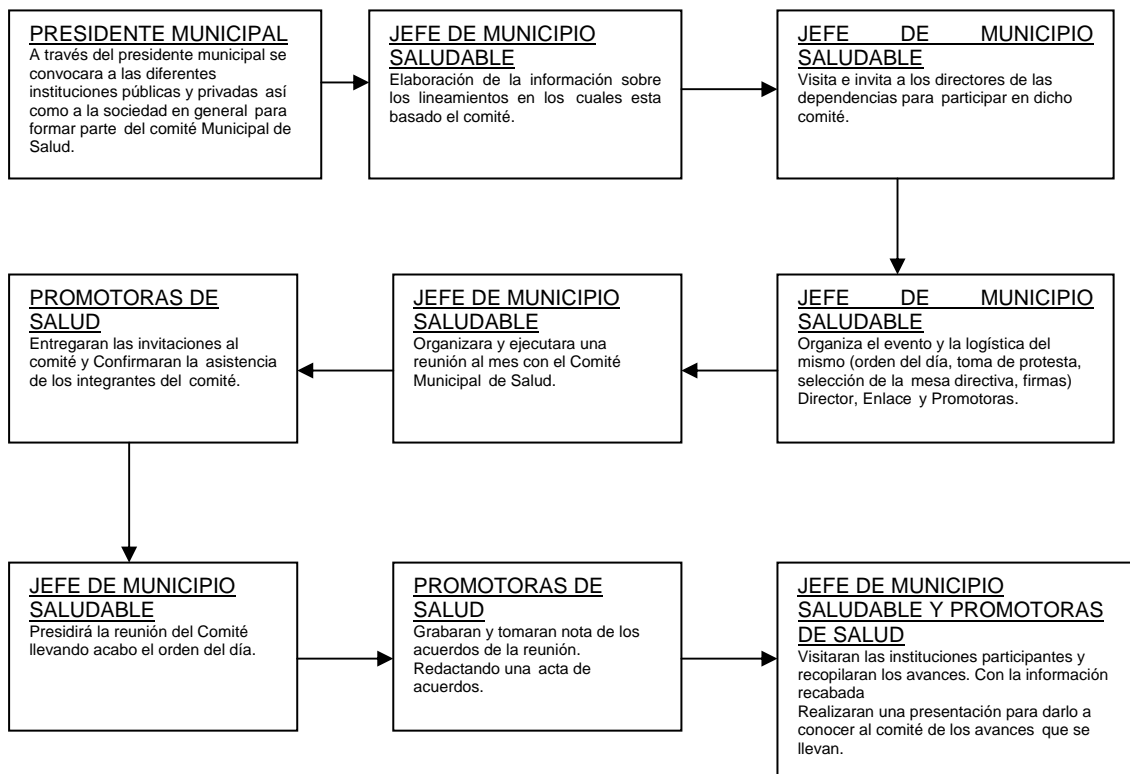 PRESIDENTE MUNICIPAL
A través del presidente municipal se
convocara a las diferentes
instituciones públicas y privadas así
como a la sociedad en general para
formar parte del comité Municipal de
Salud.
JEFE DE MUNICIPIO
SALUDABLE
Elaboración de la información sobre
los lineamientos en los cuales esta
basado el comité.
JEFE DE MUNICIPIO
SALUDABLE
Visita e invita a los directores de las
dependencias para participar en dicho
comité.
JEFE DE MUNICIPIO
SALUDABLE
Organiza el evento y la logística del
mismo (orden del día, toma de protesta,
selección de la mesa directiva, firmas)
Director, Enlace y Promotoras.
JEFE DE MUNICIPIO
SALUDABLE
Organizara y ejecutara una
reunión al mes con el Comité
Municipal de Salud.
PROMOTORAS DE
SALUD
Entregaran las invitaciones al
comité y Confirmaran la asistencia
de los integrantes del comité.
JEFE DE MUNICIPIO
SALUDABLE
Presidirá la reunión del Comité
llevando acabo el orden del día.
PROMOTORAS DE
SALUD
Grabaran y tomaran nota de los
acuerdos de la reunión.
Redactando una acta de
acuerdos.
JEFE DE MUNICIPIO
SALUDABLE Y PROMOTORAS
DE SALUD
Visitaran las instituciones participantes y
recopilaran los avances. Con la información
recabada
Realizaran una presentación para darlo a
conocer al comité de los avances que se
llevan.